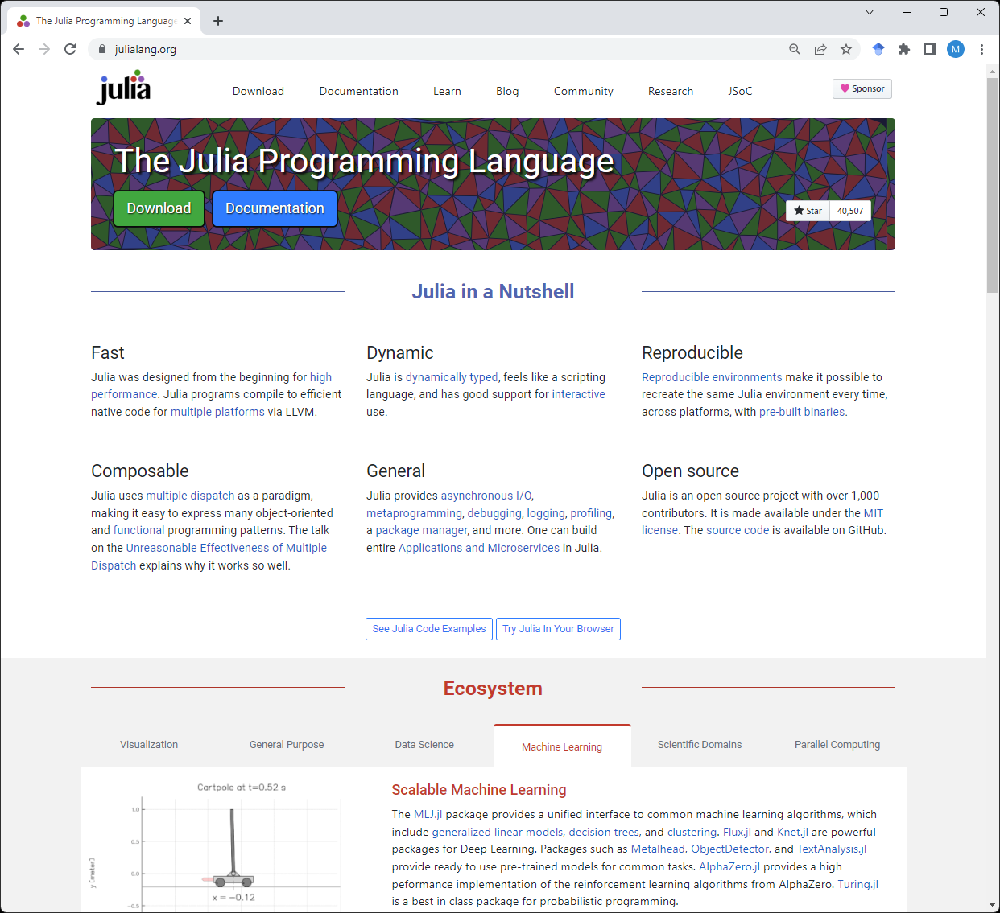 The Julia Programming Language
julialang.org
M
julia
Download Documentation Learn Blog Community Research JSoC
Sponsor
The Julia Programming Language
Download Documentation
Star 40,507
Julia in a Nutshell
Fast
Julia was designed from the beginning for high
performance. Julia programs compile to efficient
native code for multiple platforms via LLVM.
Dynamic
Julia is dynamically typed, feels like a scripting
language, and has good support for interactive
use.
Reproducible
Reproducible environments make it possible to
recreate the same Julia environment every time,
across platforms, with pre-built binaries.
Composable
Julia uses multiple dispatch as a paradigm,
making it easy to express many object-oriented
and functional programming patterns. The talk
on the Unreasonable Effectiveness of Multiple
Dispatch explains why it works so well.
General
Julia provides asynchronous I/O,
metaprogramming, debugging, logging, profiling,
a package manager, and more. One can build
entire Applications and Microservices in Julia.
Open source
Julia is an open source project with over 1,000
contributors. It is made available under the MIT
license. The source code is available on GitHub.
See Julia Code Examples Try Julia In Your Browser
Ecosystem
Visualization General Purpose Data Science Machine Learning Scientific Domains Parallel Computing
Cartpole at t=0.52 s
1.0
0.5
0.0
-0.5
y [meter]
x = -0.12
Scalable Machine Learning
The MLJ.jl package provides a unified interface to common machine learning algorithms, which
include generalized linear models, decision trees, and clustering. Flux.jl and Knet.jl are powerful
packages for Deep Learning. Packages such as Metalhead, ObjectDetector, and TextAnalysis.jl
provide ready to use pre-trained models for common tasks. AlphaZero.jl provides a high
peformance implementation of the reinforcement learning algorithms from AlphaZero. Turing.jl
is a best in class package for probabilistic programming.